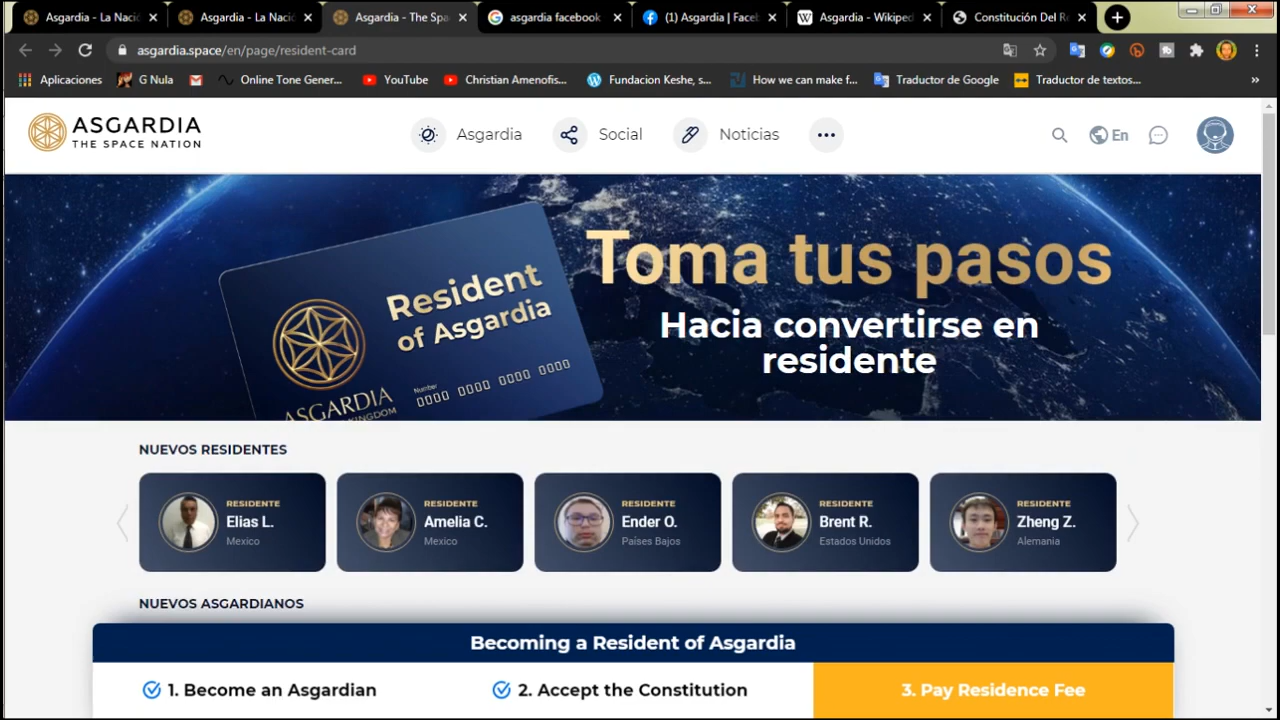 Asgardia - La Naci
Asgardia - La Naci
Asgardia - The Spa
asgardia facebook
(1) Asgardia | Faceb
Asgardia - Wikiped
Constitución Del R
asgardia.space/en/page/resident-card
Aplicaciones
G Nula
Online Tone Gener...
YouTube
Christian Amenofis...
Fundacion Keshe, s...
How we can make f...
Traductor de Google
Traductor de textos...
»
ASGARDIA
THE SPACE NATION
Asgardia
Social
Noticias
En
Resident
of Asgardia
Number
0000 0000 0000 0000
ASGARDIA
Toma tus pasos
Hacia convertirse en
residente
NUEVOS RESIDENTES
RESIDENTE
Elias L.
Mexico
RESIDENTE
Amelia C.
Mexico
RESIDENTE
Ender O.
Países Bajos
RESIDENTE
Brent R.
Estados Unidos
RESIDENTE
Zheng Z.
Alemania
NUEVOS ASGARDIANOS
Becoming a Resident of Asgardia
1. Become an Asgardian
2. Accept the Constitution
3. Pay Residence Fee